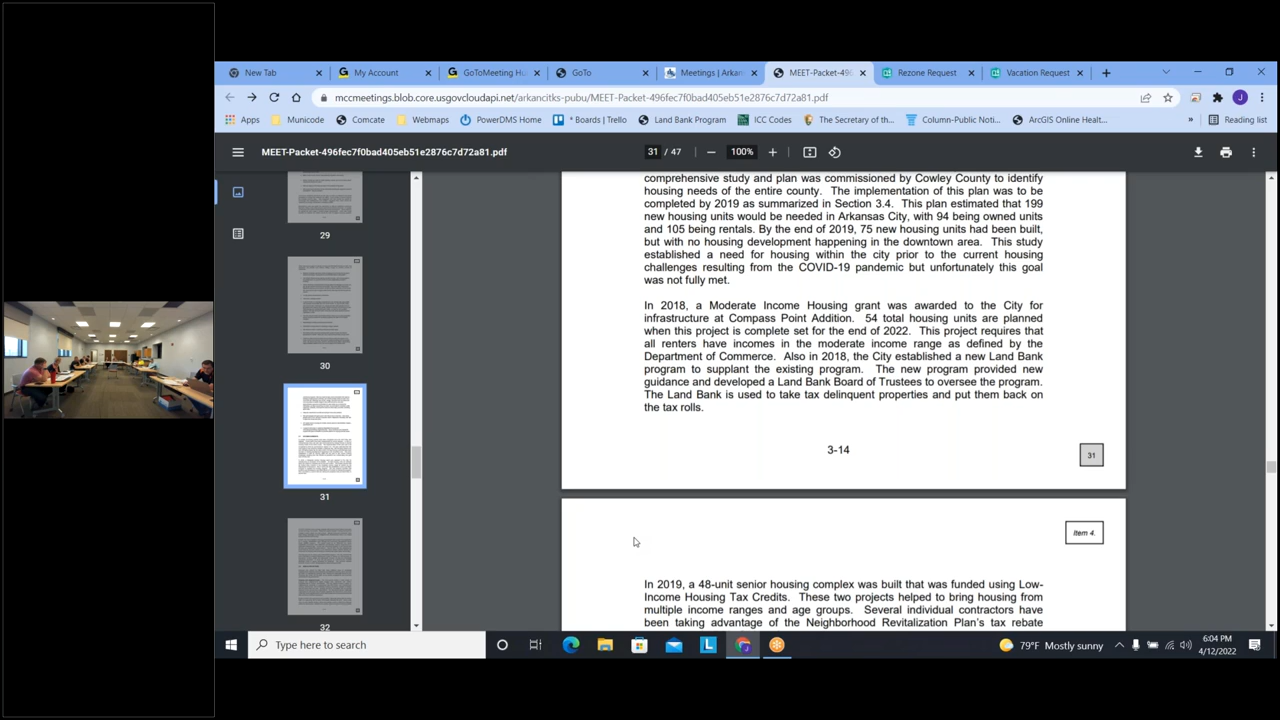 New Tab
My Account
GoToMeeting Hu
GoTo
Meetings | Arkan
MEET-Packet-496
Rezone Request
Vacation Request
mccmeetings.blob.core.usgovcloudapi.net/arkancitks-pubu/MEET-Packet-496fec7f0bad405eb51e2876c7d72a81.pdf
Apps
Municode
Comcate
Webmaps
PowerDMS Home
* Boards | Trello
Land Bank Program
ICC Codes
The Secretary of th...
Column-Public Noti...
ArcGIS Online Healt...
»
Reading list
MEET-Packet-496fec7f0bad405eb51e2876c7d72a81.pdf
31 / 47
100%
29
30
31
32
comprehensive study and plan was commissioned by Cowley County to identify
housing needs of the entire county. The implementation of this plan was to be
completed by 2019 as summarized in Section 3.4. This plan estimated that 199
new housing units would be needed in Arkansas City, with 94 being owned units
and 105 being rentals. By the end of 2019, 75 new housing units had been built,
but with no housing development happening in the downtown area. This study
established a need for housing within the city prior to the current housing
challenges resulting from the COVID-19 pandemic but unfortunately this goal
was not fully met.
In 2018, a Moderate Income Housing grant was awarded to the City for
infrastructure at Compass Point Addition. 54 total housing units are planned
when this project is complete set for the end of 2022. This project requires that
all renters have incomes in the moderate income range as defined by the
Department of Commerce. Also in 2018, the City established a new Land Bank
program to supplant the existing program. The new program provided new
guidance and developed a Land Bank Board of Trustees to oversee the program.
The Land Bank is used to take tax delinquent properties and put them back on
the tax rolls.
3-14
31
Item 4.
In 2019, a 48-unit senior housing complex was built that was funded using Low-
Income Housing Tax Credits. These two projects helped to bring housing from
multiple income ranges and age groups. Several individual contractors have
been taking advantage of the Neighborhood Revitalization Plan's tax rebate
Type here to search
79°F Mostly sunny
6:04 PM
4/12/2022